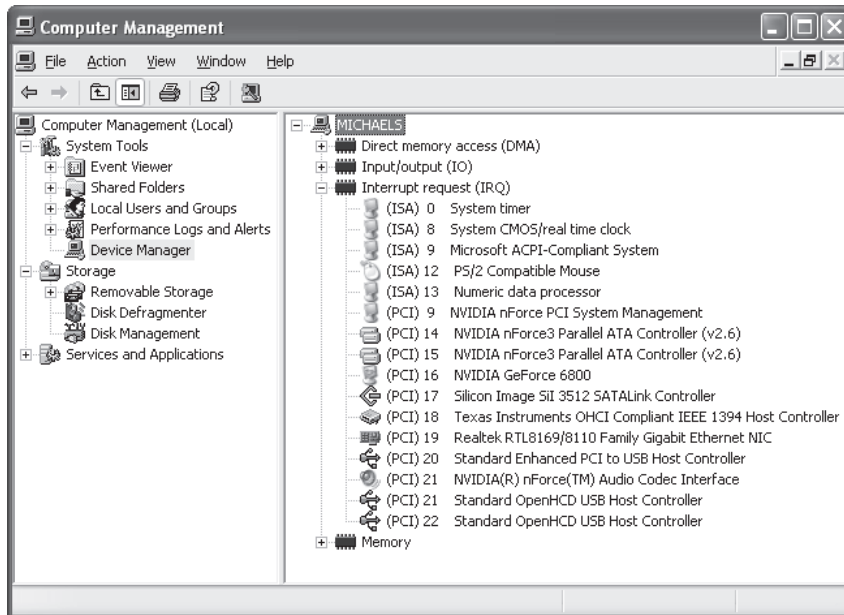 Computer Management
File Action View Window Help
Computer Management (Local)
System Tools
Event Viewer
Shared Folders
Local Users and Groups
Performance Logs and Alerts
Device Manager
Storage
Removable Storage
Disk Defragmenter
Disk Management
Services and Applications
MICHAELS
Direct memory access (DMA)
Input/output (IO)
Interrupt request (IRQ)
(ISA) 0 System timer
(ISA) 8 System CMOS/real time clock
(ISA) 9 Microsoft ACPI-Compliant System
(ISA) 12 PS/2 Compatible Mouse
(ISA) 13 Numeric data processor
(PCI) 9 NVIDIA nForce PCI System Management
(PCI) 14 NVIDIA nForce3 Parallel ATA Controller (v2.6)
(PCI) 15 NVIDIA nForce3 Parallel ATA Controller (v2.6)
(PCI) 16 NVIDIA GeForce 6800
(PCI) 17 Silicon Image SiI 3512 SATALink Controller
(PCI) 18 Texas Instruments OHCI Compliant IEEE 1394 Host Controller
(PCI) 19 Realtek RTL8169/8110 Family Gigabit Ethernet NIC
(PCI) 20 Standard Enhanced PCI to USB Host Controller
(PCI) 21 NVIDIA(R) nForce(TM) Audio Codec Interface
(PCI) 21 Standard OpenHCD USB Host Controller
(PCI) 22 Standard OpenHCD USB Host Controller
Memory